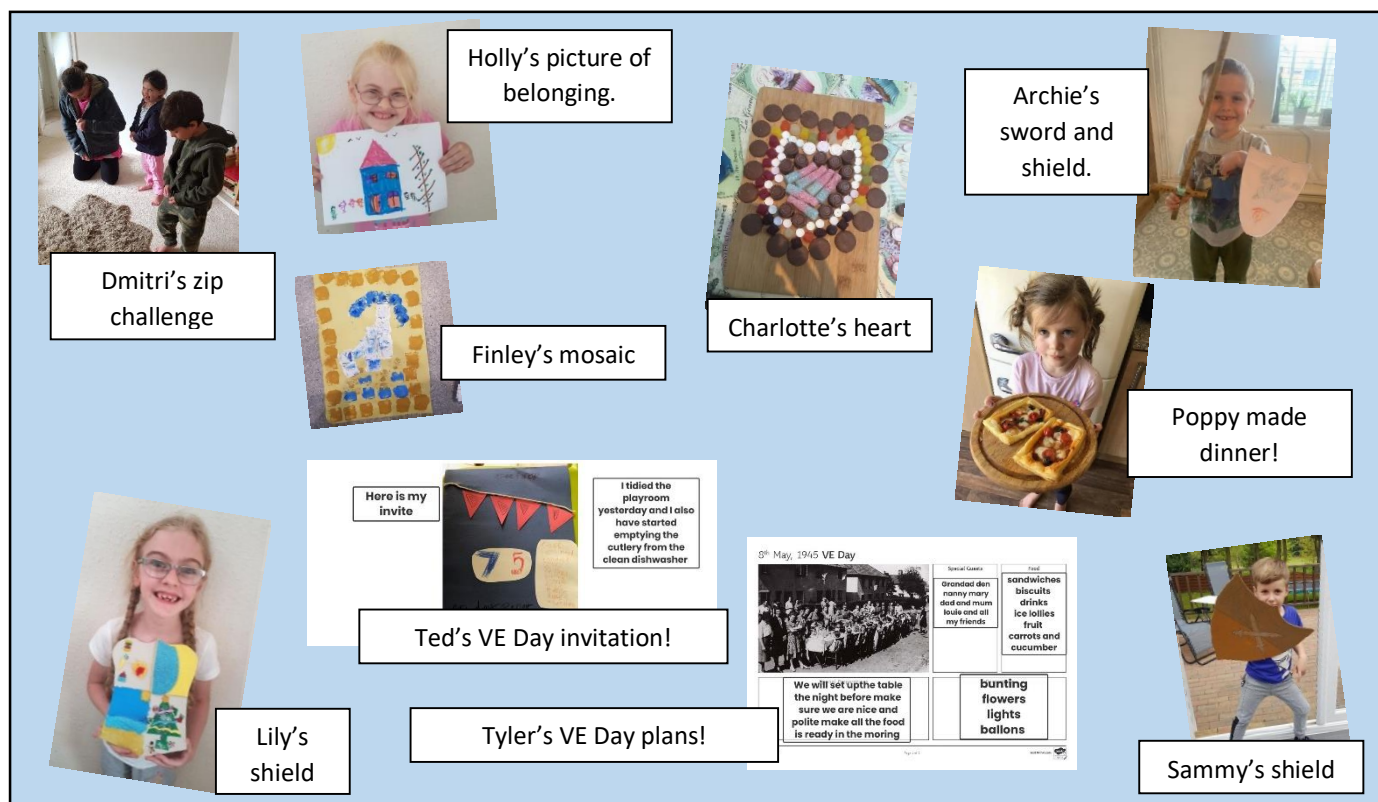 Holly's picture of
belonging.
Archie's
sword and
shield.
Dmitri's zip
challenge
Finley's mosaic
Charlotte's heart
Poppy made
dinner!
Here is my
invite
75
I tidied the
playroom
yesterday and I also
have started
emptying the
cutlery from the
clean dishwasher
Ted's VE Day invitation!
8th May, 1945 VE Day
Special Guests
Grandad den
nanny mary
dad and mum
louie and all
my friends
Food
sandwiches
biscuits
drinks
ice lollies
fruit
carrots and
cucumber
We will set upthe table
the night before make
sure we are nice and
polite make all the food
is ready in the moring
bunting
flowers
lights
ballons
Tyler's VE Day plans!
Lily's
shield
Sammy's shield